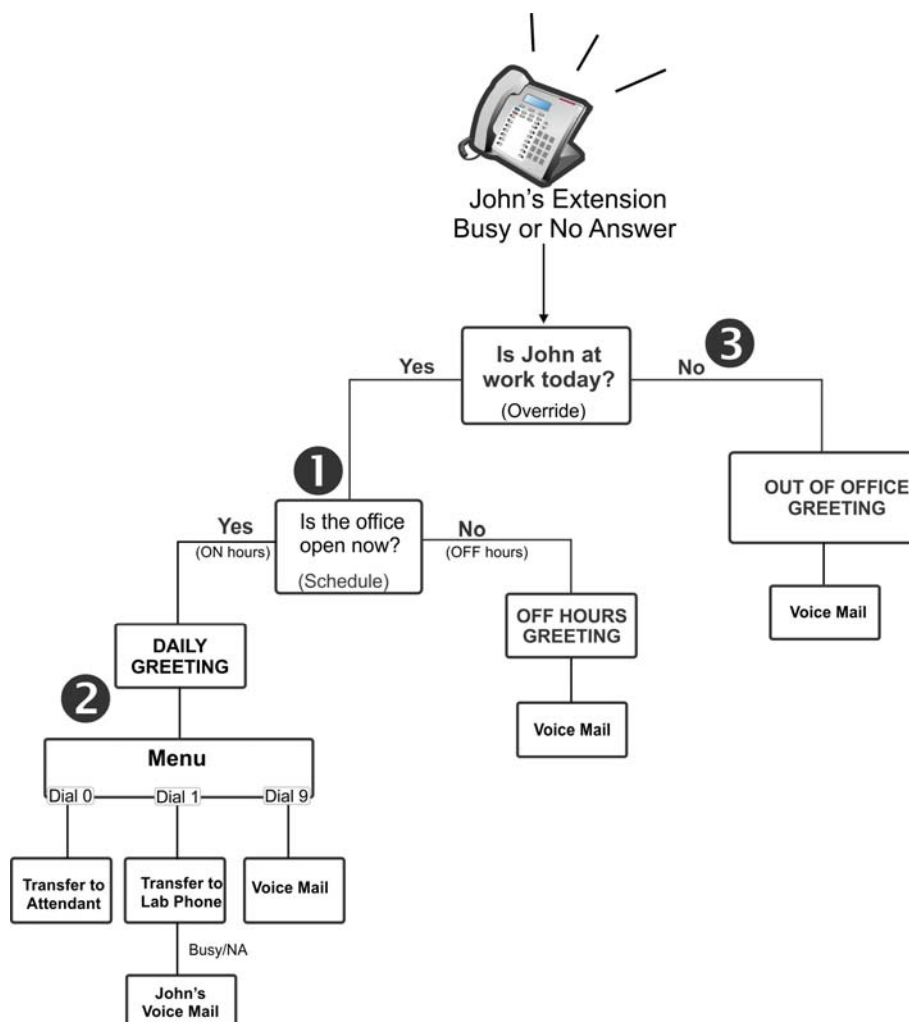 John's Extension
Busy or No Answer
Is John at
work today?
(Override)
Yes
No
3
1
Is the office
open now?
(Schedule)
Yes
(ON hours)
No
(OFF hours)
OUT OF OFFICE
GREETING
Voice Mail
OFF HOURS
GREETING
Voice Mail
DAILY
GREETING
2
Menu
Dial 0
Dial 1
Dial 9
Transfer to
Attendant
Transfer to
Lab Phone
Voice Mail
Busy/NA
John's
Voice Mail